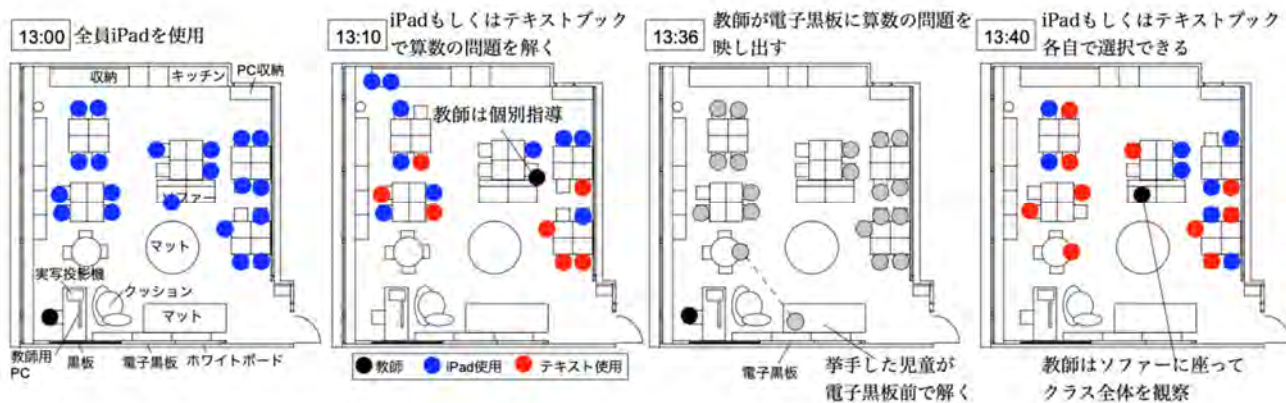 13:00 全員iPadを使用
収納
キッチン
PC収納
ソファー
マット
実写投影機
クッション
マット
教師用
PC
黒板
電子黒板
ホワイトボード
13:10 iPadもしくはテキストブック
で算数の問題を解く
教師は個別指導
教師 iPad使用 テキスト使用
13:36 教師が電子黒板に算数の問題を
映し出す
電子黒板
挙手した児童が
電子黒板前で解く
13:40 iPadもしくはテキストブック
各自で選択できる
教師はソファーに座って
クラス全体を観察